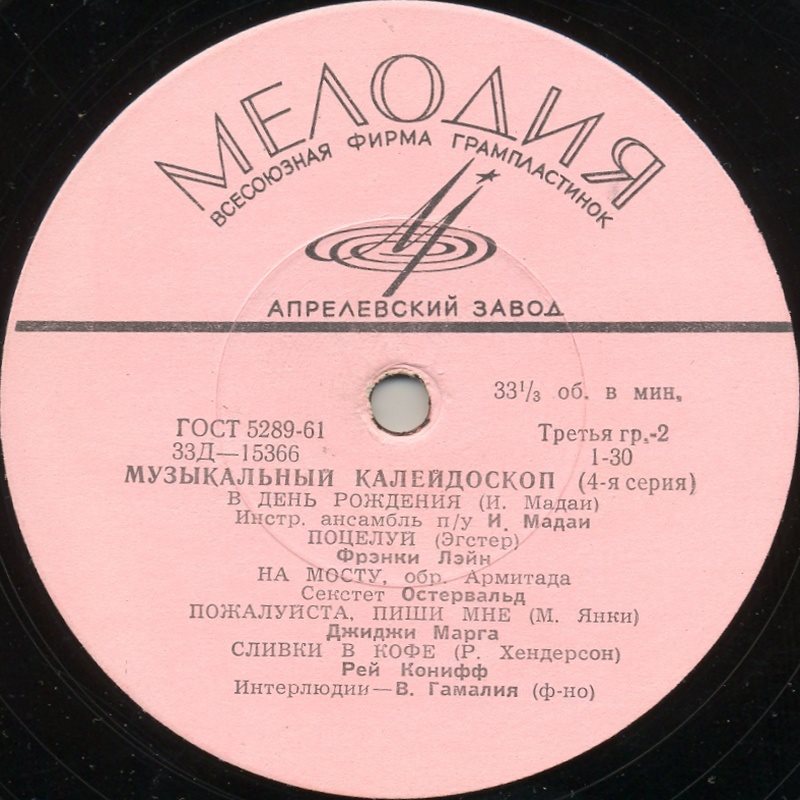 МЕЛОДИЯ
ВСЕСОЮЗНАЯ ФИРМА ГРАМПЛАСТИНОК
АПРЕЛЕВСКИЙ ЗАВОД
33⅓ об. в мин.
ГОСТ 5289-61
Третья гр.-2
33Д—15366
1-30
МУЗЫКАЛЬНЫЙ КАЛЕЙДОСКОП (4-я серия)
В ДЕНЬ РОЖДЕНИЯ (И. Мадаи)
Инстр. ансамбль п/у И. Мадаи
ПОЦЕЛУЙ (Эгстер)
Фрэнки Лэйн
НА МОСТУ, обр. Армитада
Секстет Остервальд
ПОЖАЛУЙСТА, ПИШИ МНЕ (М. Янки)
Джиджи Марга
СЛИВКИ В КОФЕ (Р. Хендерсон)
Рей Конифф
Интерлюдии—В. Гамалия (ф-но)